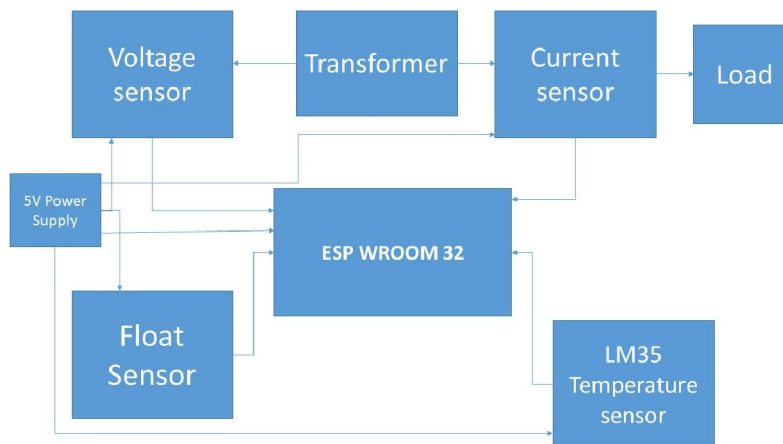 Voltage
sensor
Transformer
Current
sensor
Load
5V Power
Supply
ESP WROOM 32
Float
Sensor
LM35
Temperature
sensor